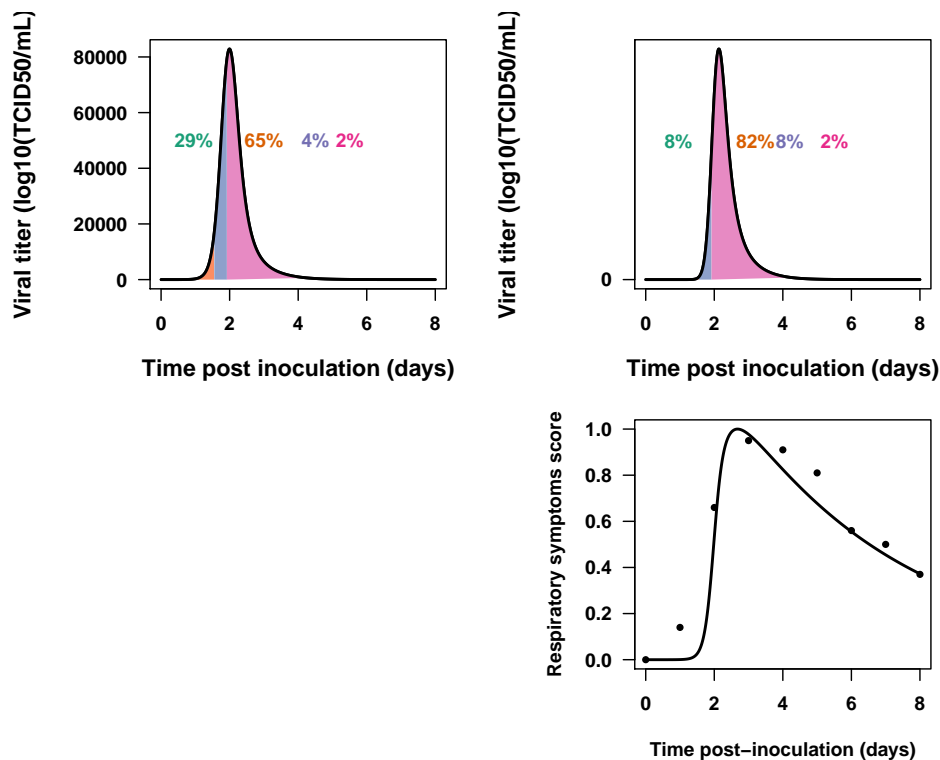 Viral titer (log10(TCID50/mL)
80000
60000
40000
20000
0
29%
65%
4%
2%
0 2 4 6 8
Time post inoculation (days)
Viral titer (log10(TCID50/mL)
0
8%
82%
8%
2%
0 2 4 6 8
Time post inoculation (days)
Respiratory symptoms score
1.0
0.8
0.6
0.4
0.2
0.0
0 2 4 6 8
Time post−inoculation (days)